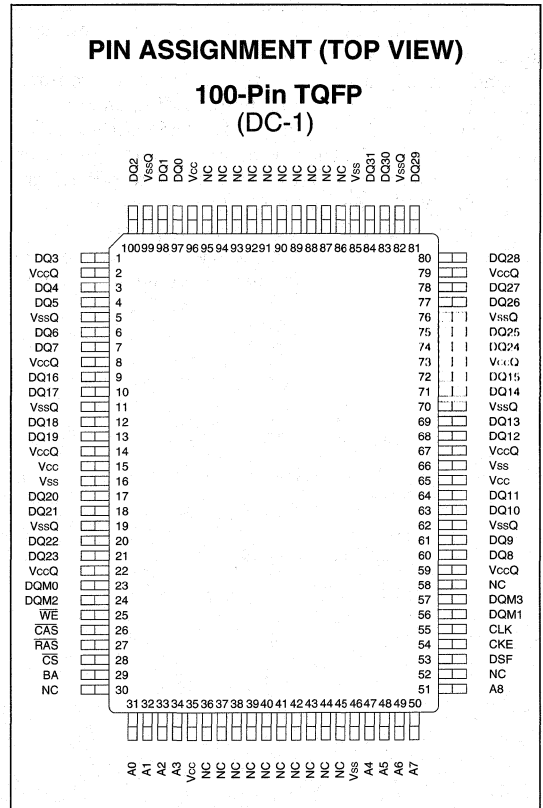 PIN ASSIGNMENT (TOP VIEW)
100-Pin TQFP
(DC-1)
DQ2 VssQ DQ1 DQ0 Vcc NC NC NC NC NC NC NC NC NC NC Vss DQ31 DQ30 VssQ DQ29
100 99 98 97 96 95 94 93 92 91 90 89 88 87 86 85 84 83 82 81
DQ3 1 80 DQ28
VccQ 2 79 VccQ
DQ4 3 78 DQ27
DQ5 4 77 DQ26
VssQ 5 76 VssQ
DQ6 6 75 DQ25
DQ7 7 74 DQ24
VccQ 8 73 VccQ
DQ16 9 72 DQ15
DQ17 10 71 DQ14
VssQ 11 70 VssQ
DQ18 12 69 DQ13
DQ19 13 68 DQ12
VccQ 14 67 VccQ
Vcc 15 66 Vss
Vss 16 65 Vcc
DQ20 17 64 DQ11
DQ21 18 63 DQ10
VssQ 19 62 VssQ
DQ22 20 61 DQ9
DQ23 21 60 DQ8
VccQ 22 59 VccQ
DQM0 23 58 NC
DQM2 24 57 DQM3
WE 25 56 DQM1
CAS 26 55 CLK
RAS 27 54 CKE
CS 28 53 DSF
BA 29 52 NC
NC 30 51 A8
31 32 33 34 35 36 37 38 39 40 41 42 43 44 45 46 47 48 49 50
A0 A1 A2 A3 Vcc NC NC NC NC NC NC NC NC NC NC Vss A4 A5 A6 A7